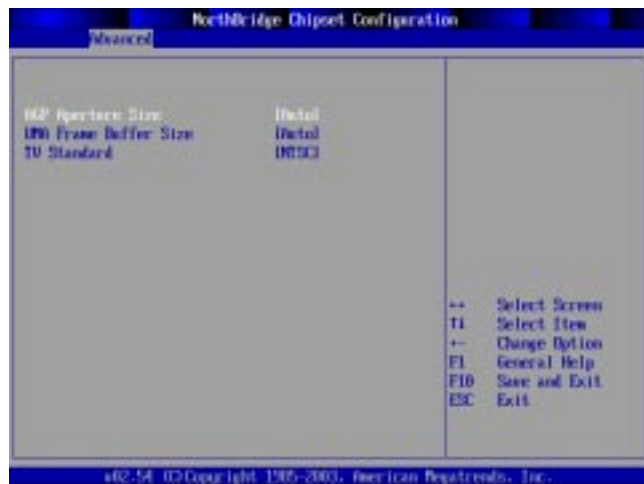 NorthBridge Chipset Configuration
Advanced
AGP Aperture Size [Auto]
UMA Frame Buffer Size [Auto]
TV Standard [NTSC]
↔ Select Screen
↑↓ Select Item
+- Change Option
F1 General Help
F10 Save and Exit
ESC Exit
v02.54 (C)Copyright 1985-2003, American Megatrends, Inc.